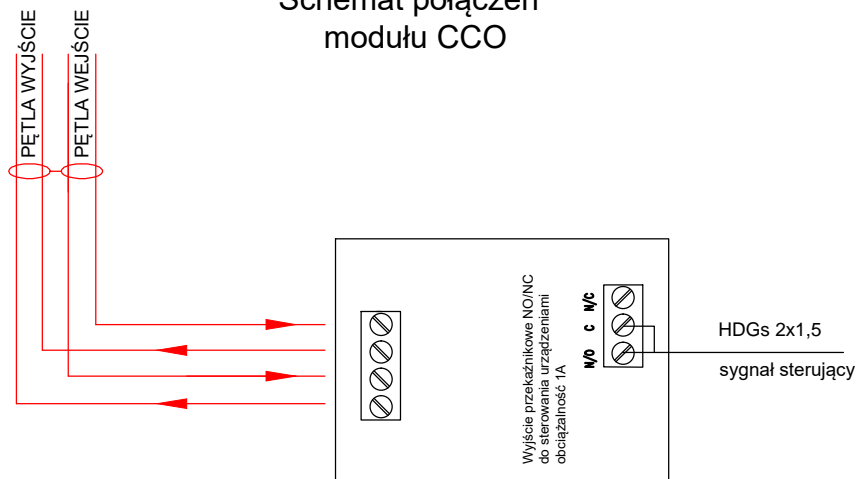 Schemat połączeń
modułu CCO
PĘTLA WYJŚCIE
PĘTLA WEJŚCIE
Wyjście przekaźnikowe NO/NC
do sterowania urządzeniami
obciążalność 1A
N/C
C
N/O
HDGs 2x1,5
sygnał sterujący